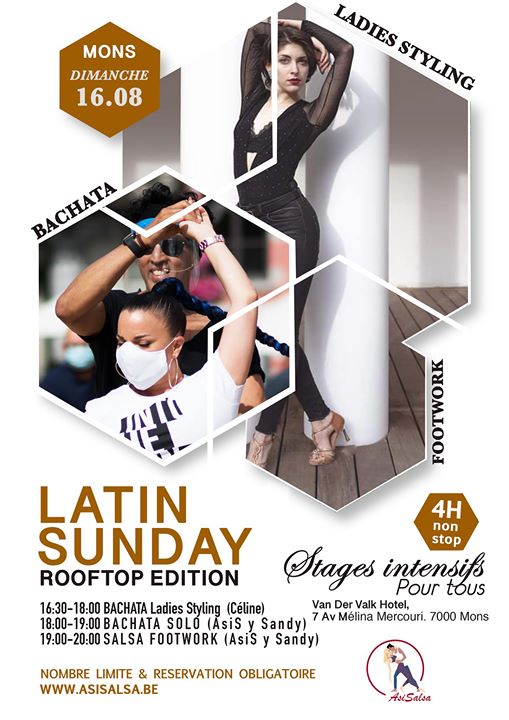 MONS
DIMANCHE
16.08
LADIES STYLING
BACHATA
FOOTWORK
LATIN
SUNDAY
ROOFTOP EDITION
4H
non
stop
Stages intensifs
Pour tous
Van Der Valk Hotel,
7 Av Mélina Mercouri. 7000 Mons
16:30-18:00 BACHATA Ladies Styling (Céline)
18:00-19:00 BACHATA SOLO (AsiS y Sandy)
19:00-20:00 SALSA FOOTWORK (AsiS y Sandy)
NOMBRE LIMITE & RESERVATION OBLIGATOIRE
WWW.ASISALSA.BE
AsiSalsa